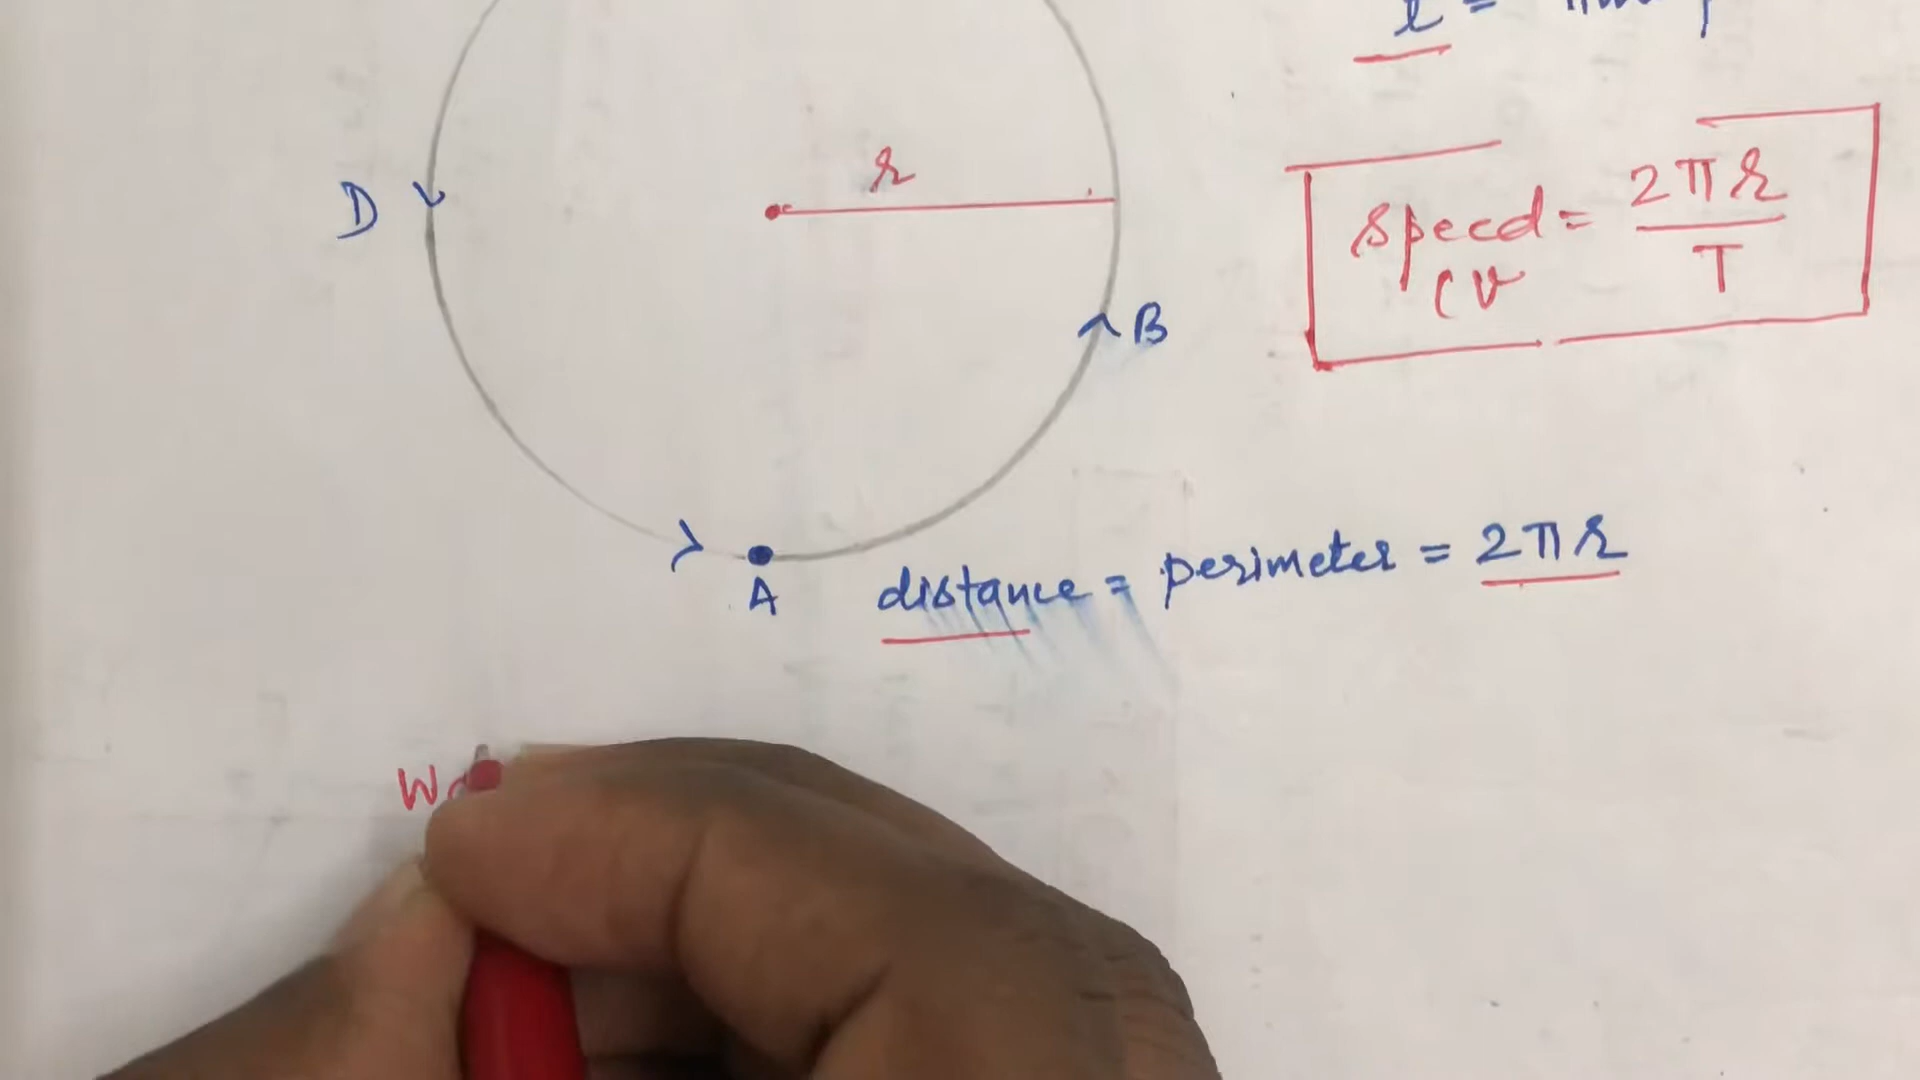 r
D
speed = 2πr
T
(v
B
distance = perimeter = 2πr
A